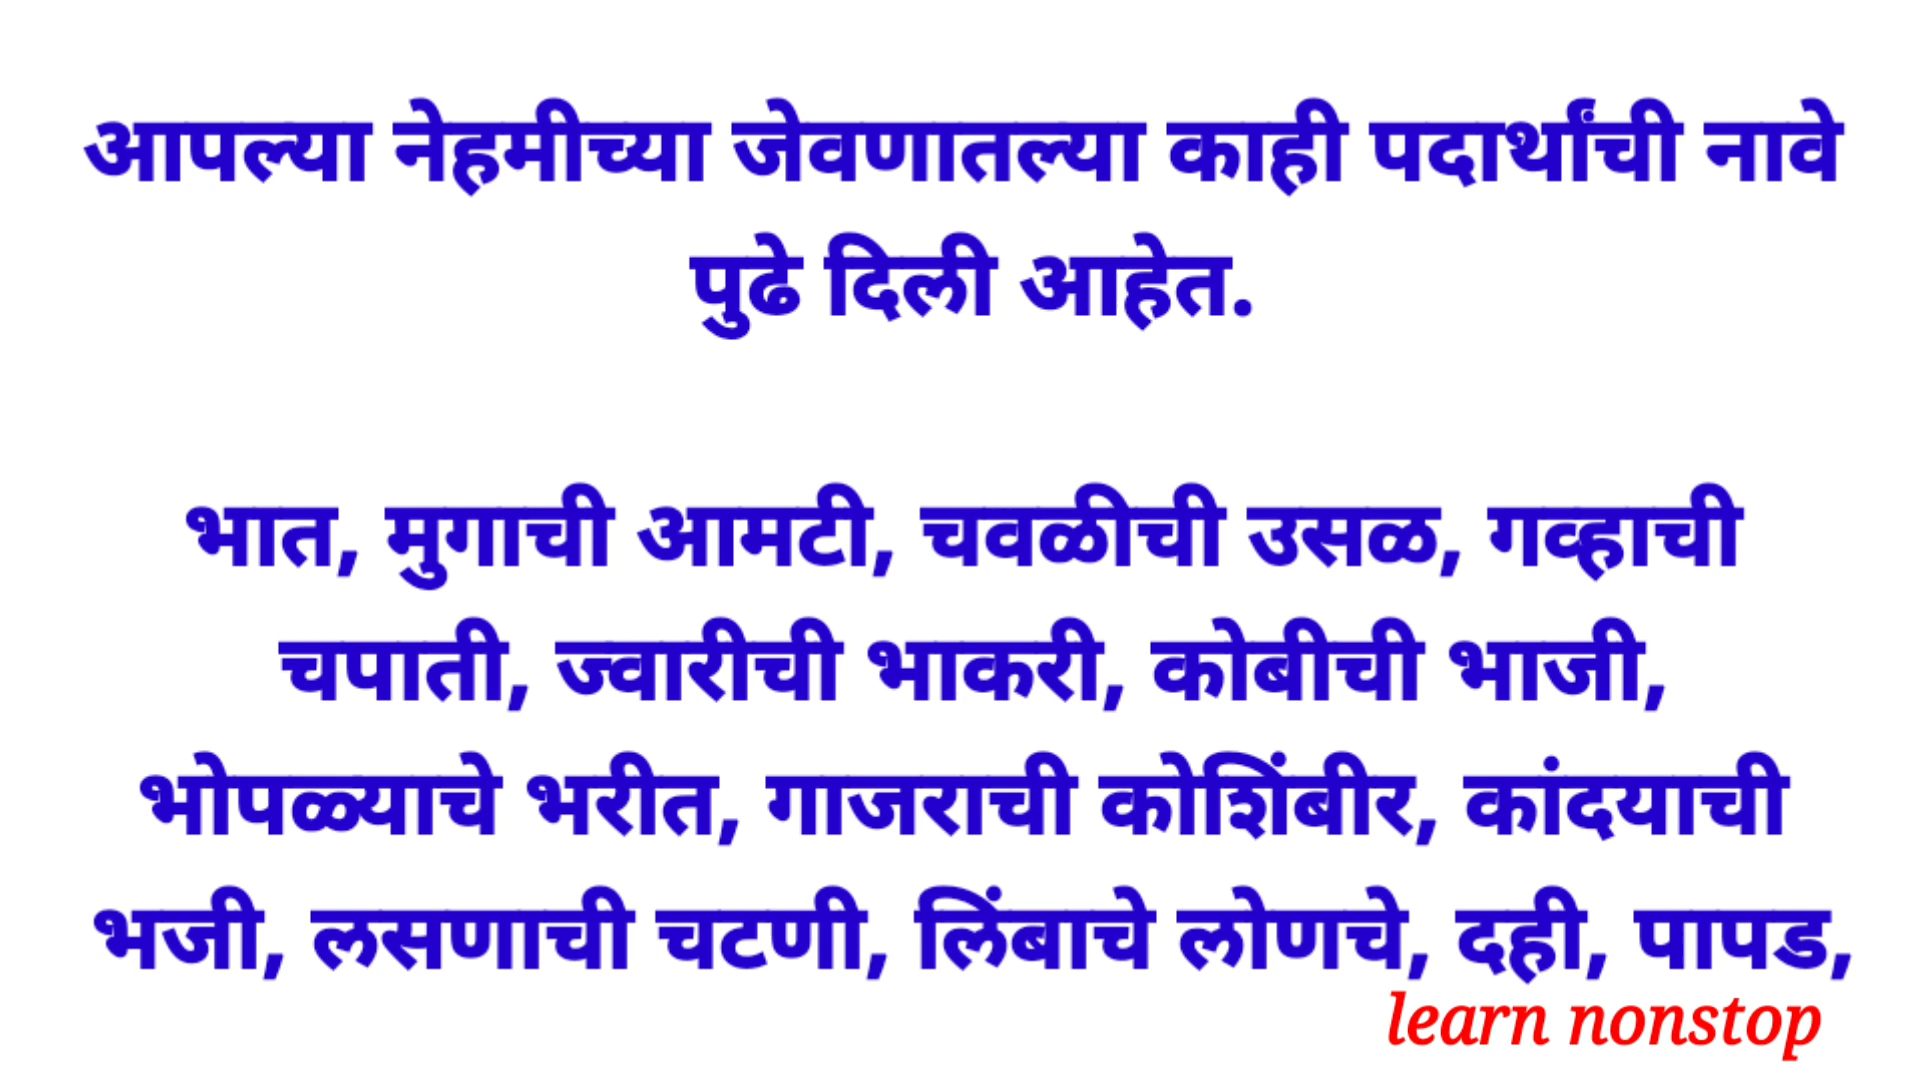 आपल्या नेहमीच्या जेवणातल्या काही पदार्थांची नावे
पुढे दिली आहेत.
भात, मुगाची आमटी, चवळीची उसळ, गव्हाची
चपाती, ज्वारीची भाकरी, कोबीची भाजी,
भोपळ्याचे भरीत, गाजराची कोशिंबीर, कांदयाची
भजी, लसणाची चटणी, लिंबाचे लोणचे, दही, पापड,
learn nonstop